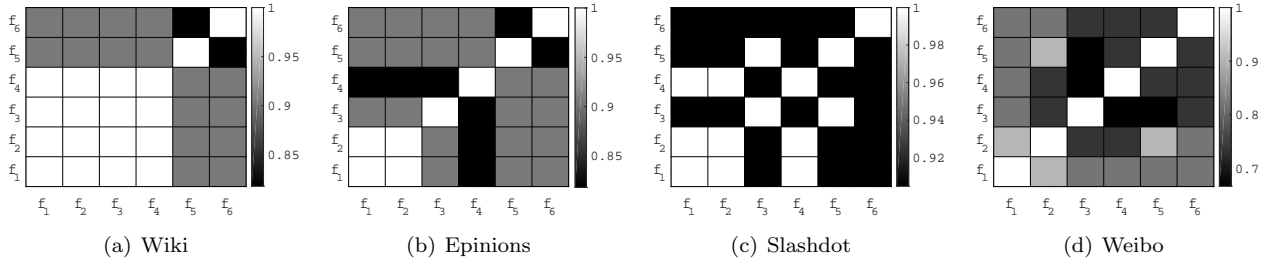 f6 f5 f4 f3 f2 f1
f1 f2 f3 f4 f5 f6
1 0.95 0.9 0.85
(a) Wiki
f6 f5 f4 f3 f2 f1
f1 f2 f3 f4 f5 f6
1 0.95 0.9 0.85
(b) Epinions
f6 f5 f4 f3 f2 f1
f1 f2 f3 f4 f5 f6
1 0.98 0.96 0.94 0.92
(c) Slashdot
f6 f5 f4 f3 f2 f1
f1 f2 f3 f4 f5 f6
1 0.9 0.8 0.7
(d) Weibo